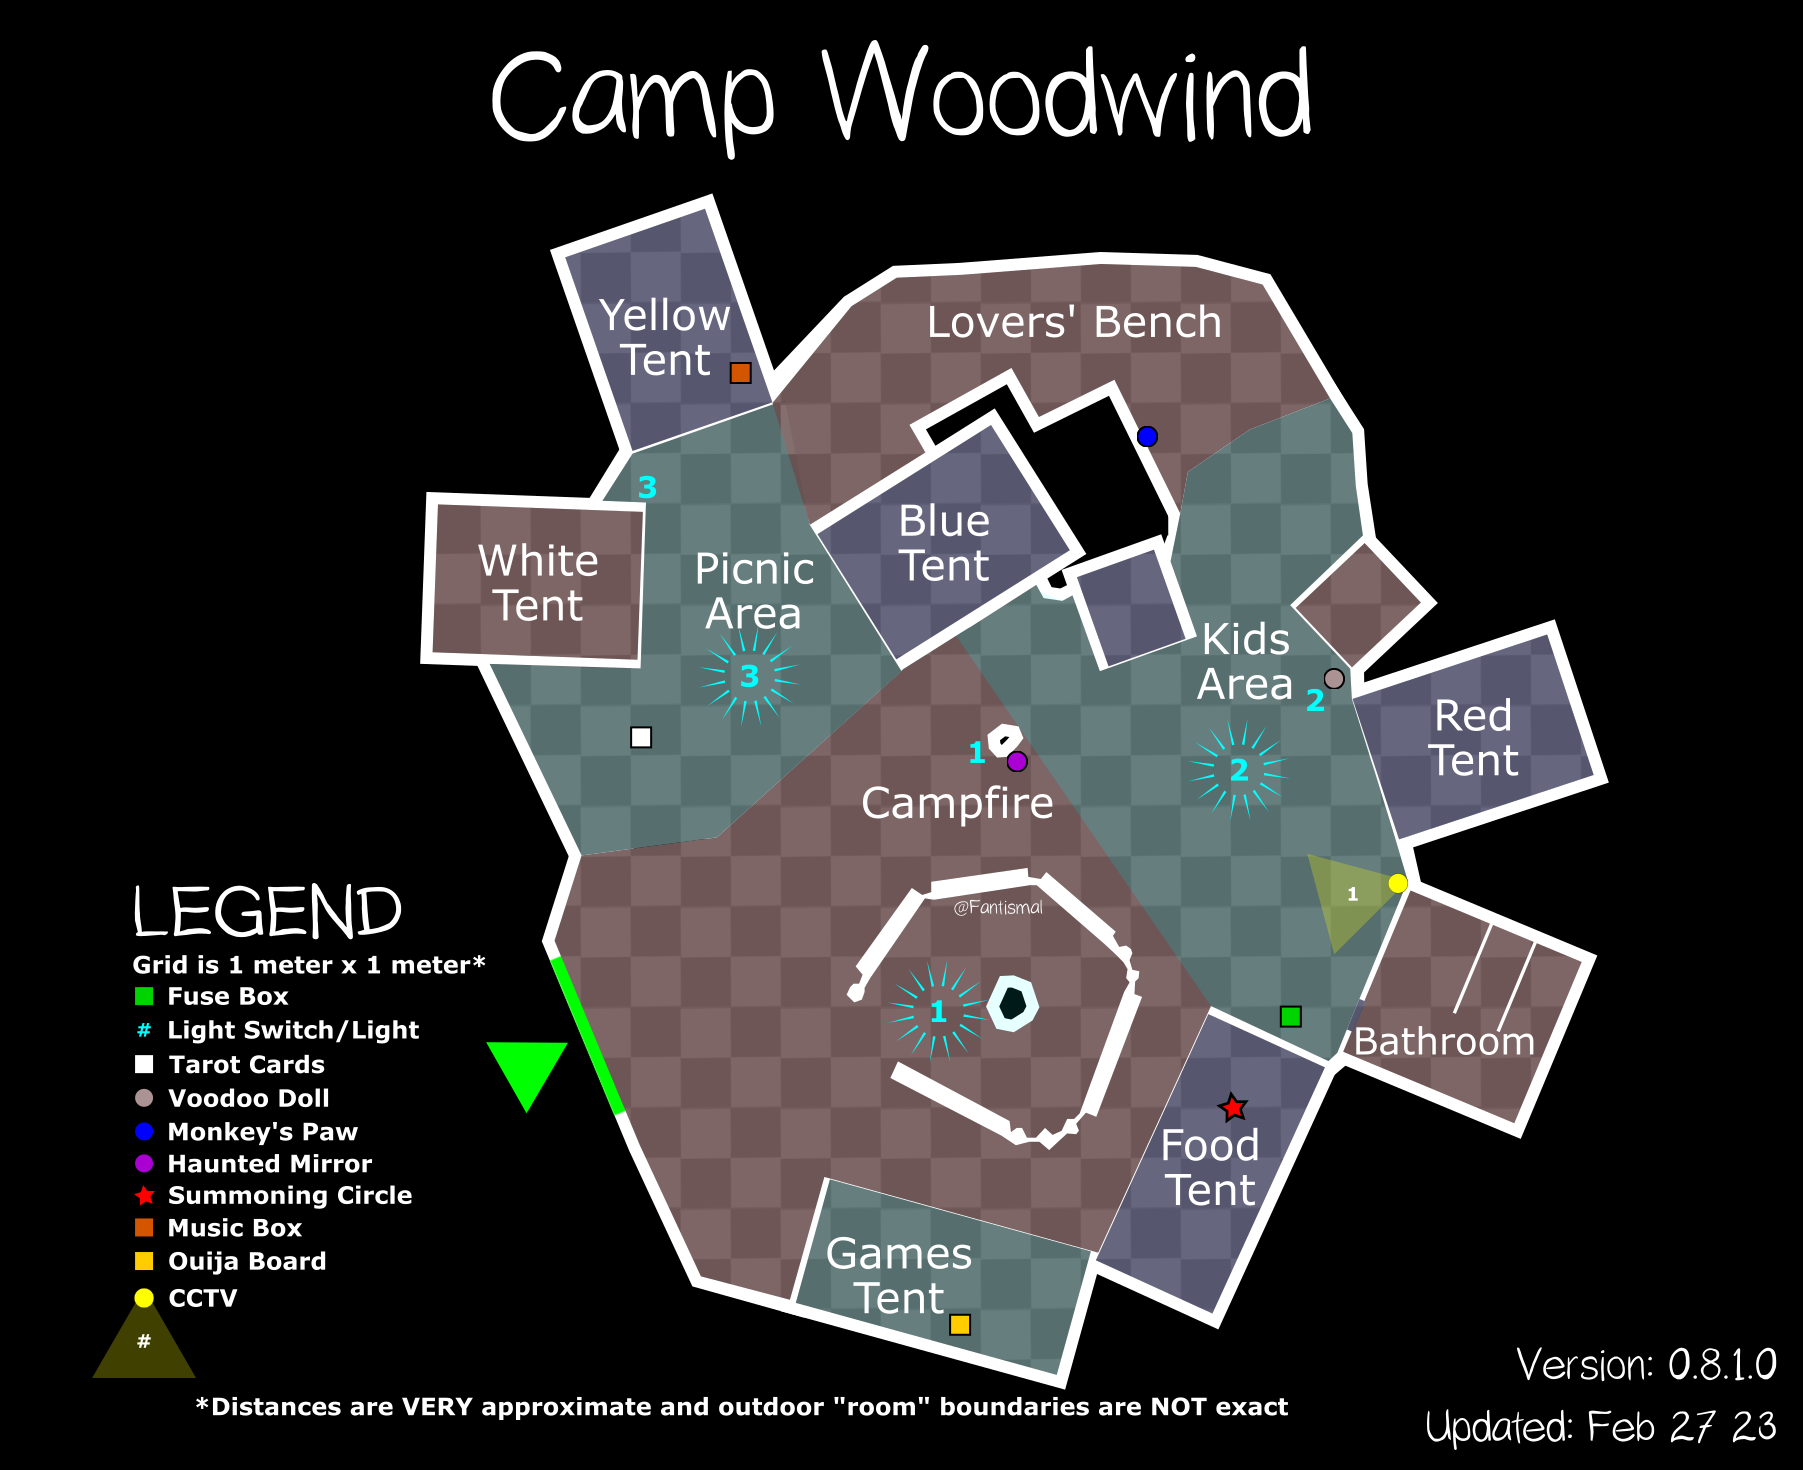 Camp Woodwind
Yellow
Tent
Lovers' Bench
3
White
Tent
Blue
Tent
Picnic
Area
3
Kids
Area
2
Red
Tent
1
2
Campfire
1
@Fantismal
1
Bathroom
Food
Tent
Games
Tent
LEGEND
Grid is 1 meter x 1 meter*
Fuse Box
# Light Switch/Light
Tarot Cards
Voodoo Doll
Monkey's Paw
Haunted Mirror
Summoning Circle
Music Box
Ouija Board
CCTV
#
*Distances are VERY approximate and outdoor "room" boundaries are NOT exact
Version: 0.8.1.0
Updated: Feb 27 23